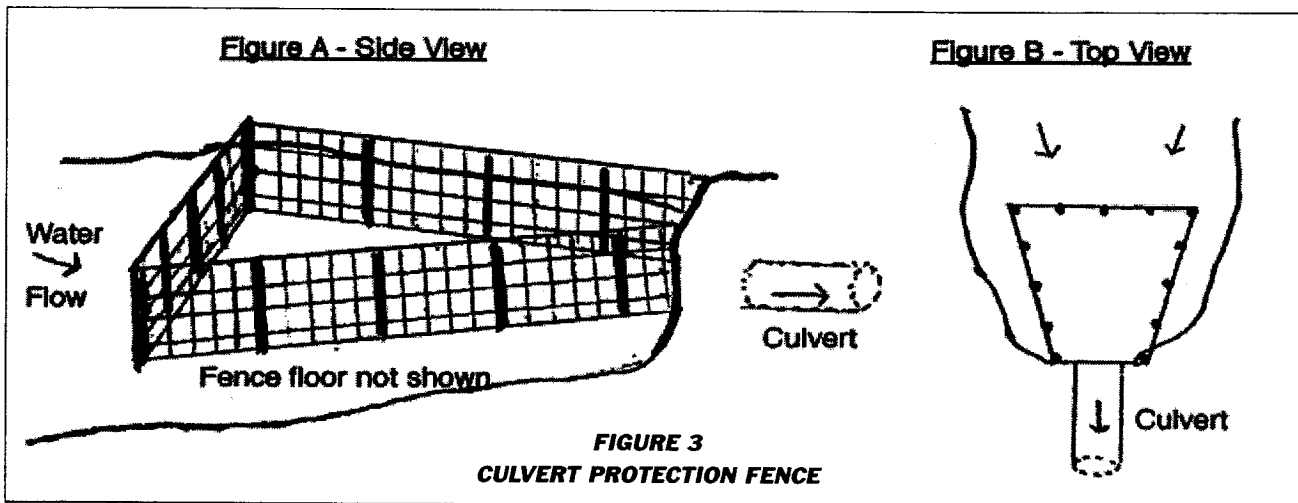 Figure A - Side View
Figure B - Top View
Water
Flow
Fence floor not shown
Culvert
Culvert
FIGURE 3
CULVERT PROTECTION FENCE